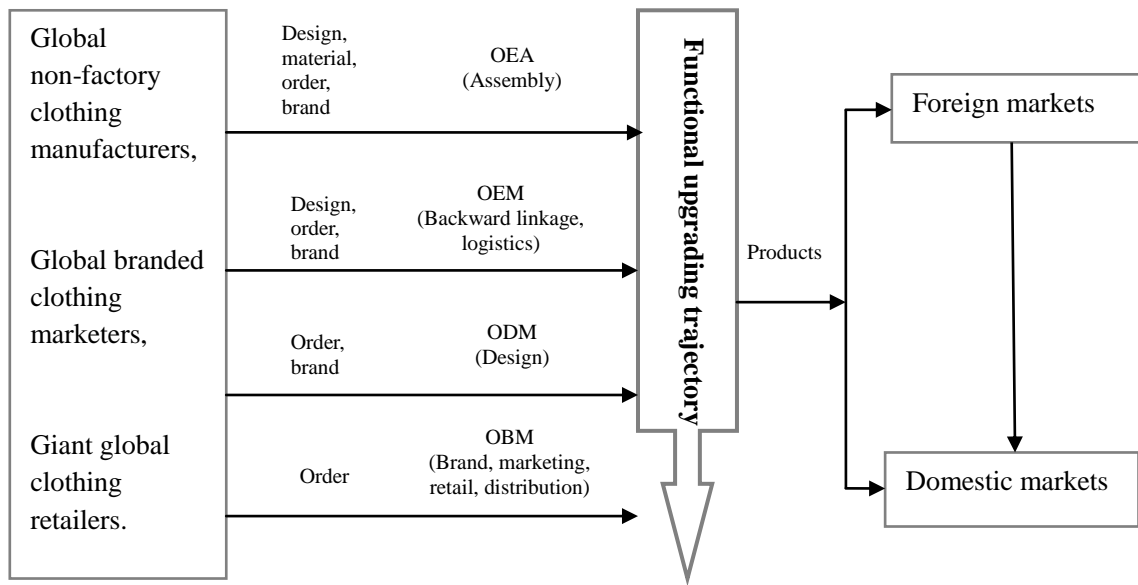 Global
non-factory
clothing
manufacturers,
Global branded
clothing
marketers,
Giant global
clothing
retailers.
Design,
material,
order,
brand
OEA
(Assembly)
Design,
order,
brand
OEM
(Backward linkage,
logistics)
Order,
brand
ODM
(Design)
Order
OBM
(Brand, marketing,
retail, distribution)
Functional upgrading trajectory
Products
Foreign markets
Domestic markets